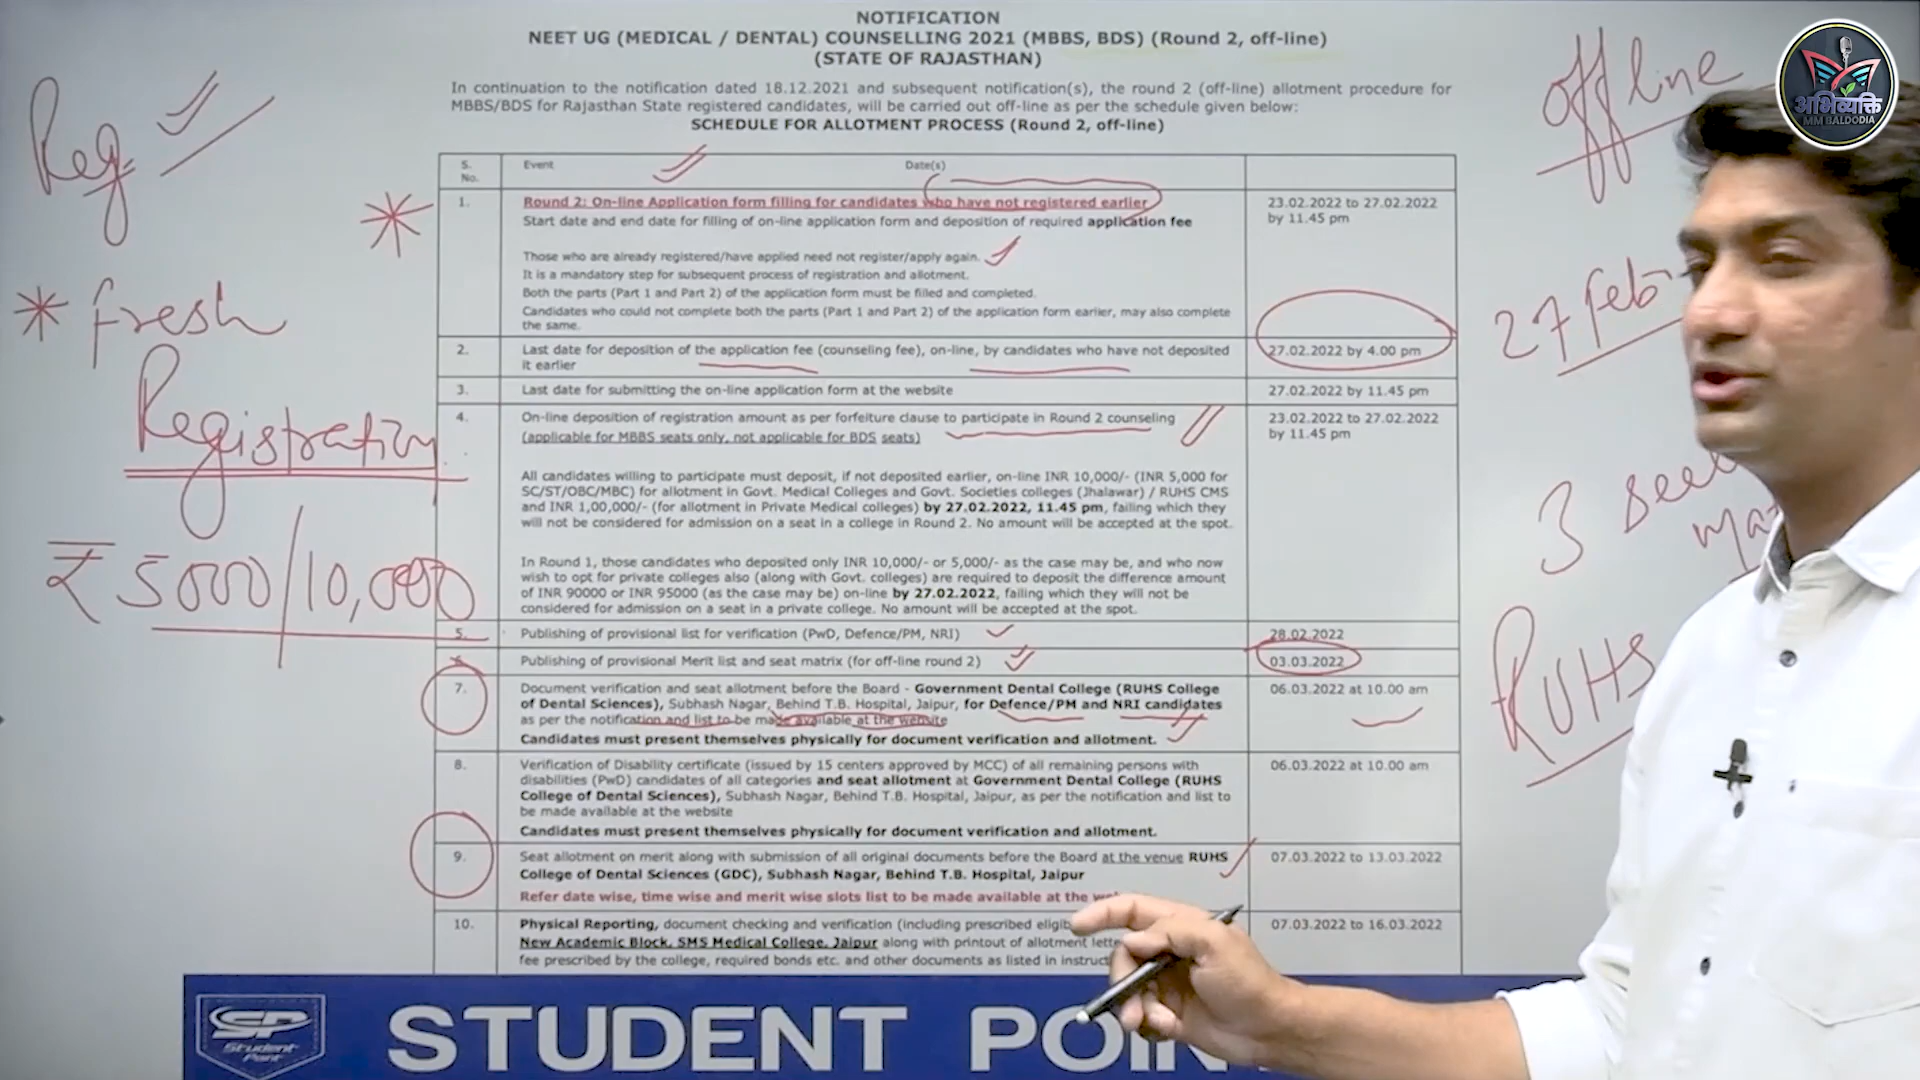 NOTIFICATION
NEET UG (MEDICAL / DENTAL) COUNSELLING 2021 (MBBS, BDS) (Round 2, off-line)
(STATE OF RAJASTHAN)
In continuation to the notification dated 18.12.2021 and subsequent notification(s), the round 2 (off-line) allotment procedure for
MBBS/BDS for Rajasthan State registered candidates, will be carried out off-line as per the schedule given below:
SCHEDULE FOR ALLOTMENT PROCESS (Round 2, off-line)
S. No. Event Date(s)
1. Round 2: On-line Application form filling for candidates who have not registered earlier 23.02.2022 to 27.02.2022
Start date and end date for filling of on-line application form and deposition of required application fee by 11.45 pm
Those who are already registered/have applied need not register/apply again.
It is a mandatory step for subsequent process of registration and allotment.
Both the parts (Part 1 and Part 2) of the application form must be filled and completed.
Candidates who could not complete both the parts (Part 1 and Part 2) of the application form earlier, may also complete
the same.
2. Last date for deposition of the application fee (counseling fee), on-line, by candidates who have not deposited 27.02.2022 by 4.00 pm
it earlier
3. Last date for submitting the on-line application form at the website 27.02.2022 by 11.45 pm
4. On-line deposition of registration amount as per forfeiture clause to participate in Round 2 counseling 23.02.2022 to 27.02.2022
(applicable for MBBS seats only, not applicable for BDS seats) by 11.45 pm
All candidates willing to participate must deposit, if not deposited earlier, on-line INR 10,000/- (INR 5,000 for
SC/ST/OBC/MBC) for allotment in Govt. Medical Colleges and Govt. Societies colleges (Jhalawar) / RUHS CMS
and INR 1,00,000/- (for allotment in Private Medical colleges) by 27.02.2022, 11.45 pm, failing which they
will not be considered for admission on a seat in a college in Round 2. No amount will be accepted at the spot.
In Round 1, those candidates who deposited only INR 10,000/- or 5,000/- as the case may be, and who now
wish to opt for private colleges also (along with Govt. colleges) are required to deposit the difference amount
of INR 90000 or INR 95000 (as the case may be) on-line by 27.02.2022, failing which they will not be
considered for admission on a seat in a private college. No amount will be accepted at the spot.
5. Publishing of provisional list for verification (PwD, Defence/PM, NRI) 28.02.2022
Publishing of provisional Merit list and seat matrix (for off-line round 2) 03.03.2022
7. Document verification and seat allotment before the Board - Government Dental College (RUHS College 06.03.2022 at 10.00 am
of Dental Sciences), Subhash Nagar, Behind T.B. Hospital, Jaipur, for Defence/PM and NRI candidates
as per the notification and list to be made available at the website
Candidates must present themselves physically for document verification and allotment.
8. Verification of Disability certificate (issued by 15 centers approved by MCC) of all remaining persons with 06.03.2022 at 10.00 am
disabilities (PwD) candidates of all categories and seat allotment at Government Dental College (RUHS
College of Dental Sciences), Subhash Nagar, Behind T.B. Hospital, Jaipur, as per the notification and list to
be made available at the website
Candidates must present themselves physically for document verification and allotment.
9. Seat allotment on merit along with submission of all original documents before the Board at the venue RUHS 07.03.2022 to 13.03.2022
College of Dental Sciences (GDC), Subhash Nagar, Behind T.B. Hospital, Jaipur
Refer date wise, time wise and merit wise slots list to be made available at the
10. Physical Reporting, document checking and verification (including prescribed 07.03.2022 to 16.03.2022
New Academic Block, SMS Medical College, Jaipur along with printout of allotment
fee prescribed by the college, required bonds etc. and other documents as listed in
Reg
* fresh
Registration
₹ 5000/10,000
*
offline
27 Feb
3
RUHS
अभिव्यक्ति
MM BALDODIA
SP
Student
Point
STUDENT POIN